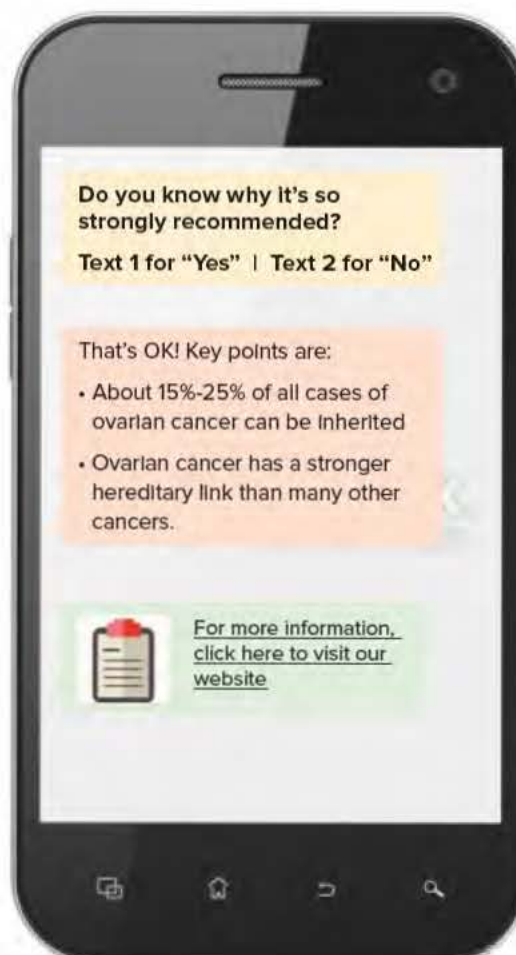 Do you know why it's so
strongly recommended?
Text 1 for “Yes” | Text 2 for “No”
That's OK! Key points are:
• About 15%-25% of all cases of
ovarian cancer can be inherited
• Ovarian cancer has a stronger
hereditary link than many other
cancers.
For more information,
click here to visit our
website